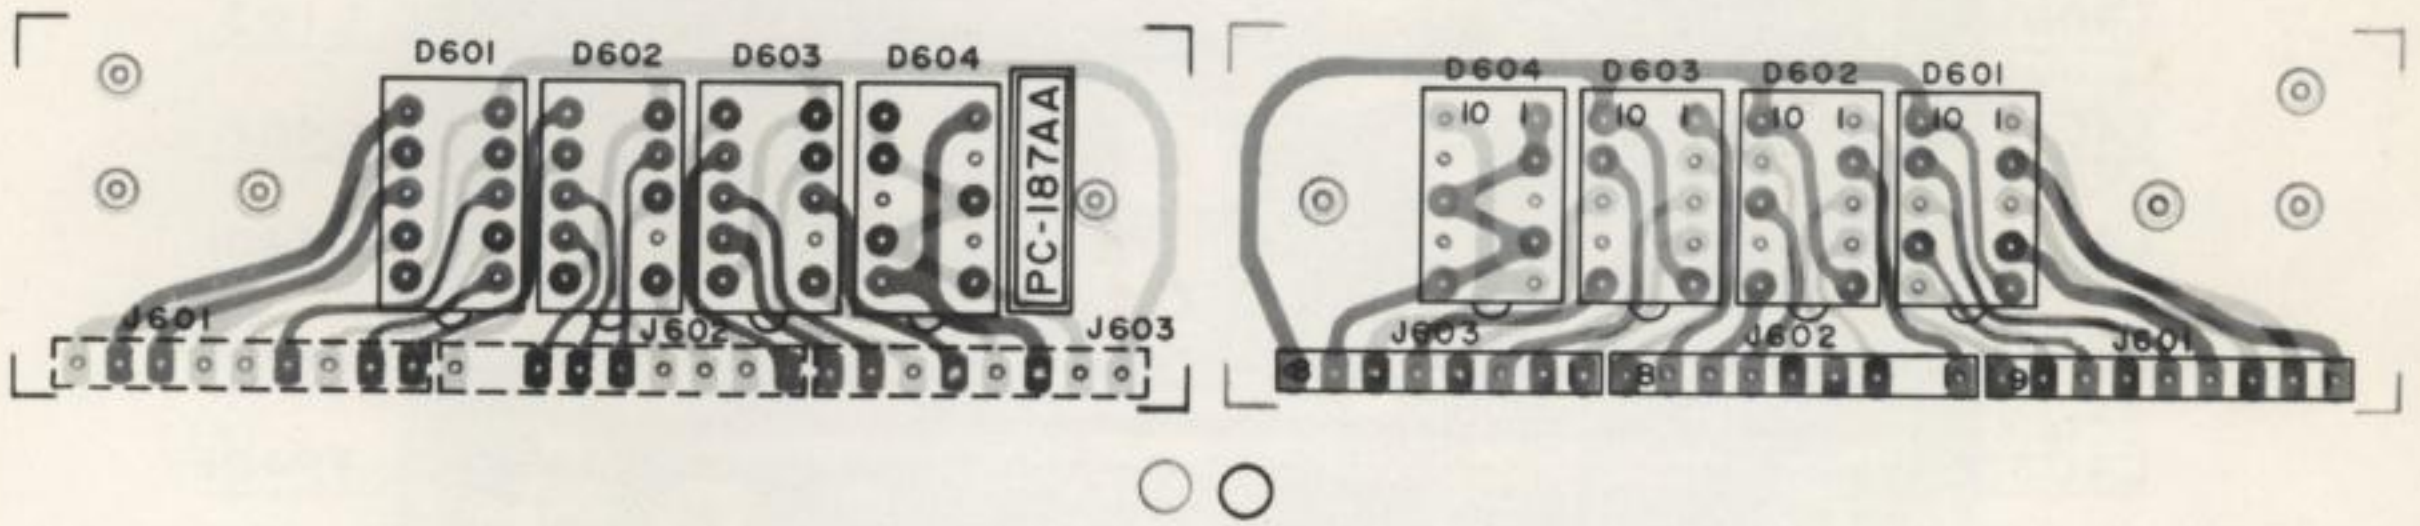 D601 D602 D603 D604
PC-187AA
J601 J602 J603
D604 D603 D602 D601
10 1 10 1 10 1 10 1
J603 J602 J601
8 8 9